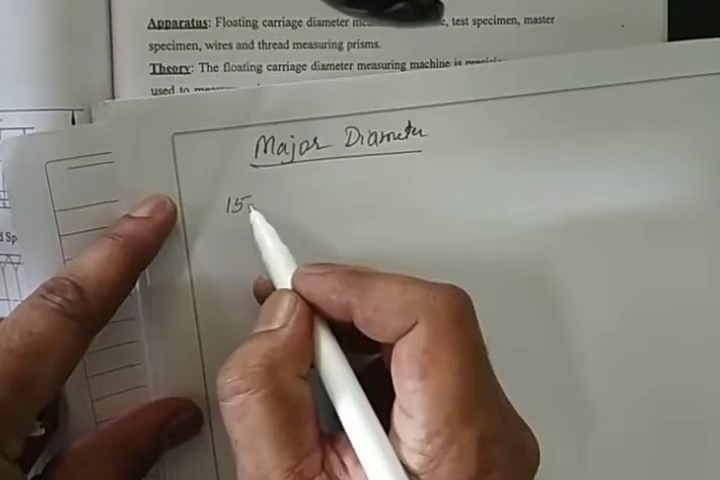 Apparatus: Floating carriage diameter test specimen, master
specimen, wires and thread measuring prisms.
Theory: The floating carriage diameter measuring machine is
used to
Major Diameter
15
d Sp